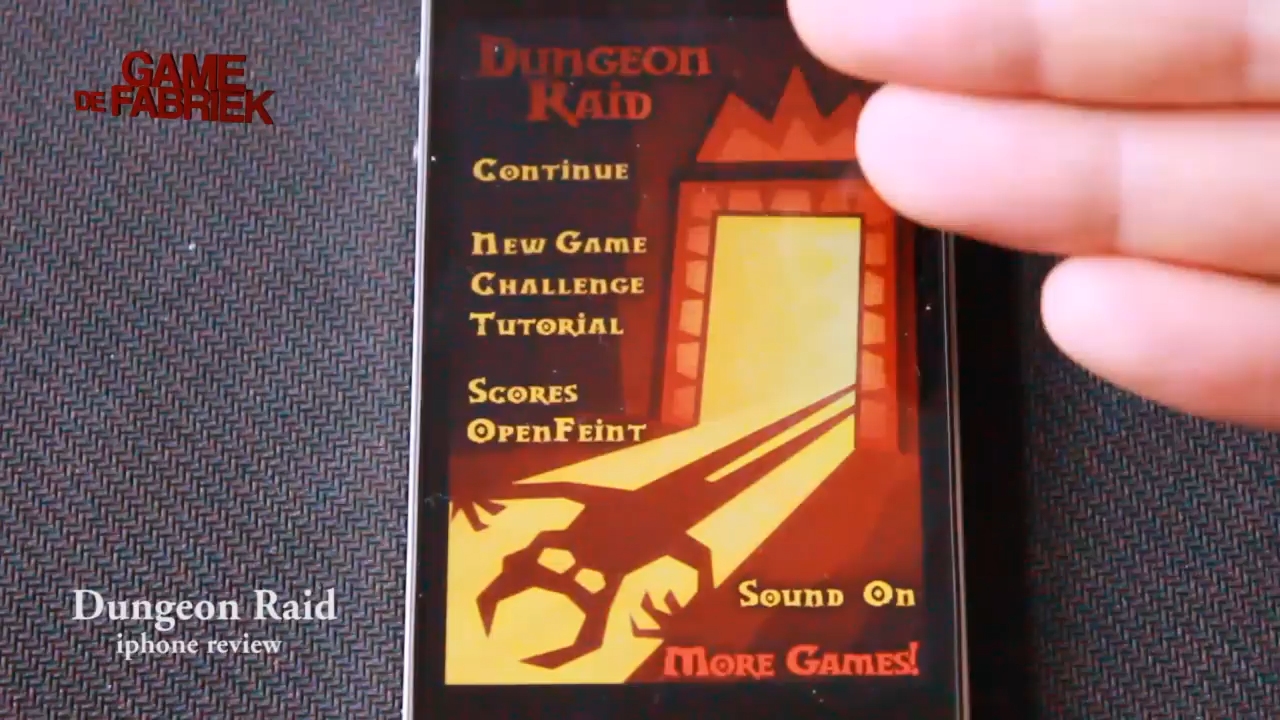 GAME
DE FABRIEK
Dungeon
Raid
Continue
New Game
Challenge
Tutorial
Scores
OpenFeint
Sound On
More Games!
Dungeon Raid
iphone review